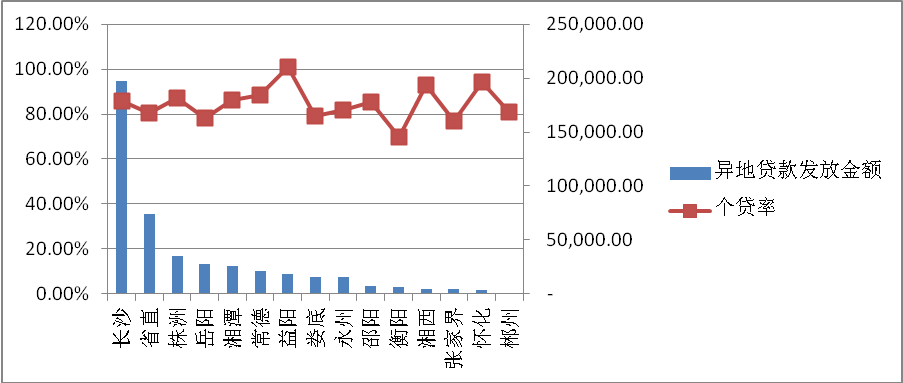 120.00%
100.00%
80.00%
60.00%
40.00%
20.00%
0.00%
250,000.00
200,000.00
150,000.00
100,000.00
50,000.00
-
长沙
省直
株洲
岳阳
湘潭
常德
益阳
娄底
永州
邵阳
衡阳
湘西
张家界
怀化
郴州
异地贷款发放金额
个贷率